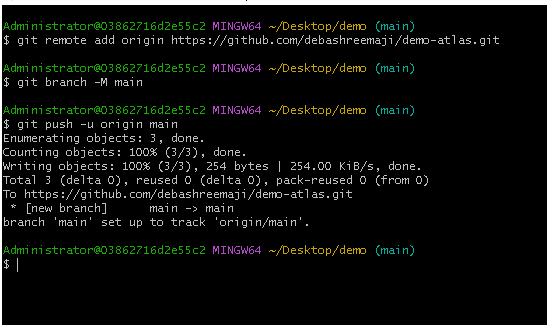 Administrator@03862716d2e55c2 MINGW64 ~/Desktop/demo (main)
$ git remote add origin https://github.com/debashreemaji/demo-atlas.git
Administrator@03862716d2e55c2 MINGW64 ~/Desktop/demo (main)
$ git branch -M main
Administrator@03862716d2e55c2 MINGW64 ~/Desktop/demo (main)
$ git push -u origin main
Enumerating objects: 3, done.
Counting objects: 100% (3/3), done.
Writing objects: 100% (3/3), 254 bytes | 254.00 KiB/s, done.
Total 3 (delta 0), reused 0 (delta 0), pack-reused 0 (from 0)
To https://github.com/debashreemaji/demo-atlas.git
 * [new branch]      main -> main
branch 'main' set up to track 'origin/main'.
Administrator@03862716d2e55c2 MINGW64 ~/Desktop/demo (main)
$